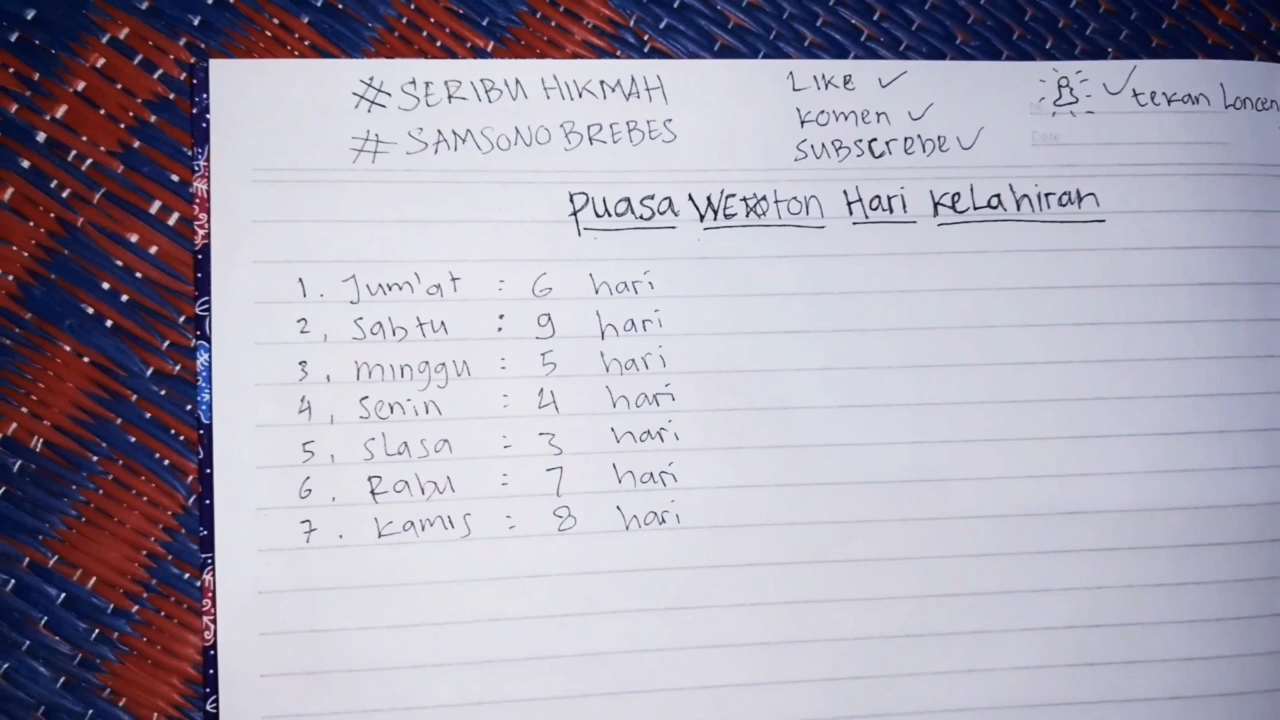 #SERIBU HIKMAH
#SAMSONO BREBES
Like ✓
komen ✓
subscrebe ✓
✓ tekan Loncen
Puasa Weton Hari Kelahiran
1. Jum'at : 6 hari
2, Sabtu : 9 hari
3, minggu : 5 hari
4, Senin : 4 hari
5, SLasa : 3 hari
6. Rabu : 7 hari
7. Kamis : 8 hari